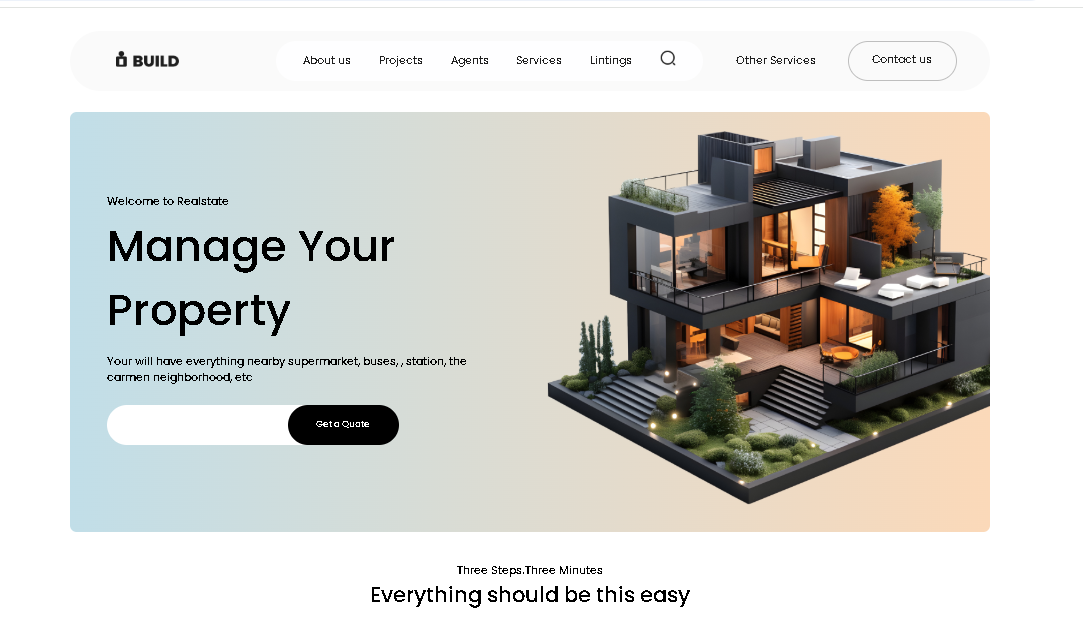 BUILD
About us
Projects
Agents
Services
Lintings
Other Services
Contact us
Welcome to Realstate
Manage Your
Property
Your will have everything nearby supermarket, buses, , station, the
carmen neighborhood, etc
Get a Quote
Three Steps.Three Minutes
Everything should be this easy